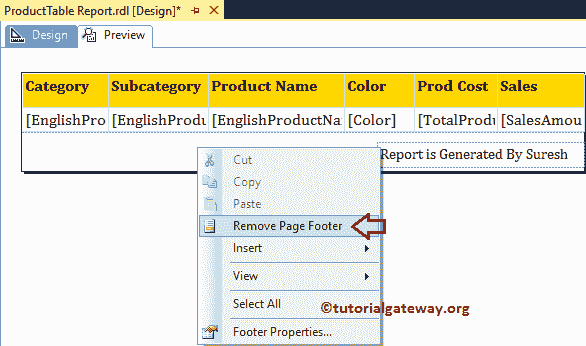 ProductTable Report.rdl [Design]*
Design Preview
Category Subcategory Product Name Color Prod Cost Sales
[EnglishPro [EnglishProdu [EnglishProductNa [Color] [TotalProdu [SalesAmou
Report is Generated By Suresh
Cut
Copy
Paste
Remove Page Footer
Insert
View
Select All
©tutorialgateway.org
Footer Properties...